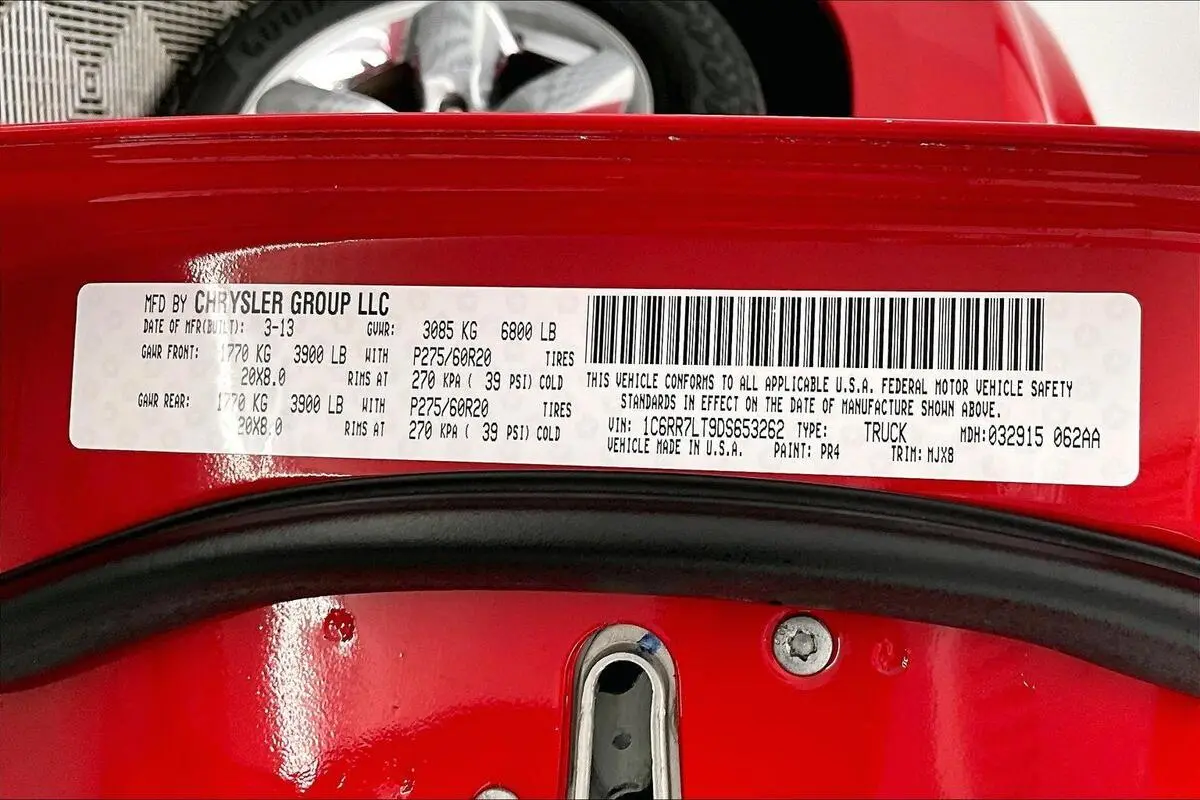 MFD BY CHRYSLER GROUP LLC
DATE OF MFR(BUILT): 3-13 GVWR: 3085 KG 6800 LB
GAWR FRONT: 1770 KG 3900 LB WITH P275/60R20 TIRES
20X8.0 RIMS AT 270 KPA ( 39 PSI) COLD
GAWR REAR: 1770 KG 3900 LB WITH P275/60R20 TIRES
20X8.0 RIMS AT 270 KPA ( 39 PSI) COLD
THIS VEHICLE CONFORMS TO ALL APPLICABLE U.S.A. FEDERAL MOTOR VEHICLE SAFETY
STANDARDS IN EFFECT ON THE DATE OF MANUFACTURE SHOWN ABOVE.
VIN: 1C6RR7LT9DS653262 TYPE: TRUCK MDH:032915 062AA
VEHICLE MADE IN U.S.A. PAINT: PR4 TRIM: MJX8